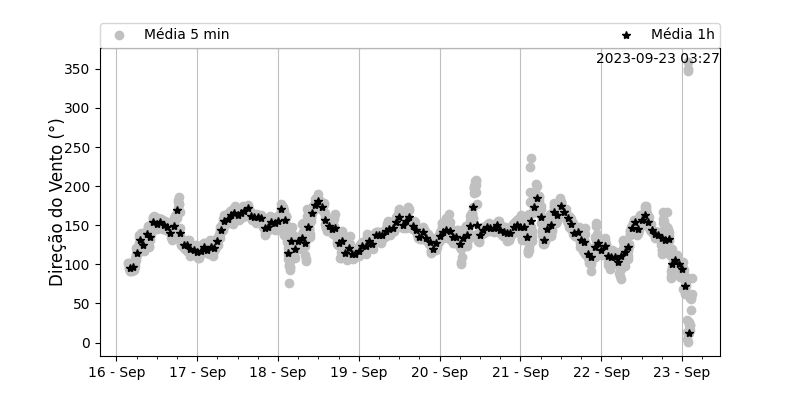 Média 5 min
Média 1h
2023-09-23 03:27
Direção do Vento (°)
350
300
250
200
150
100
50
0
16 - Sep
17 - Sep
18 - Sep
19 - Sep
20 - Sep
21 - Sep
22 - Sep
23 - Sep